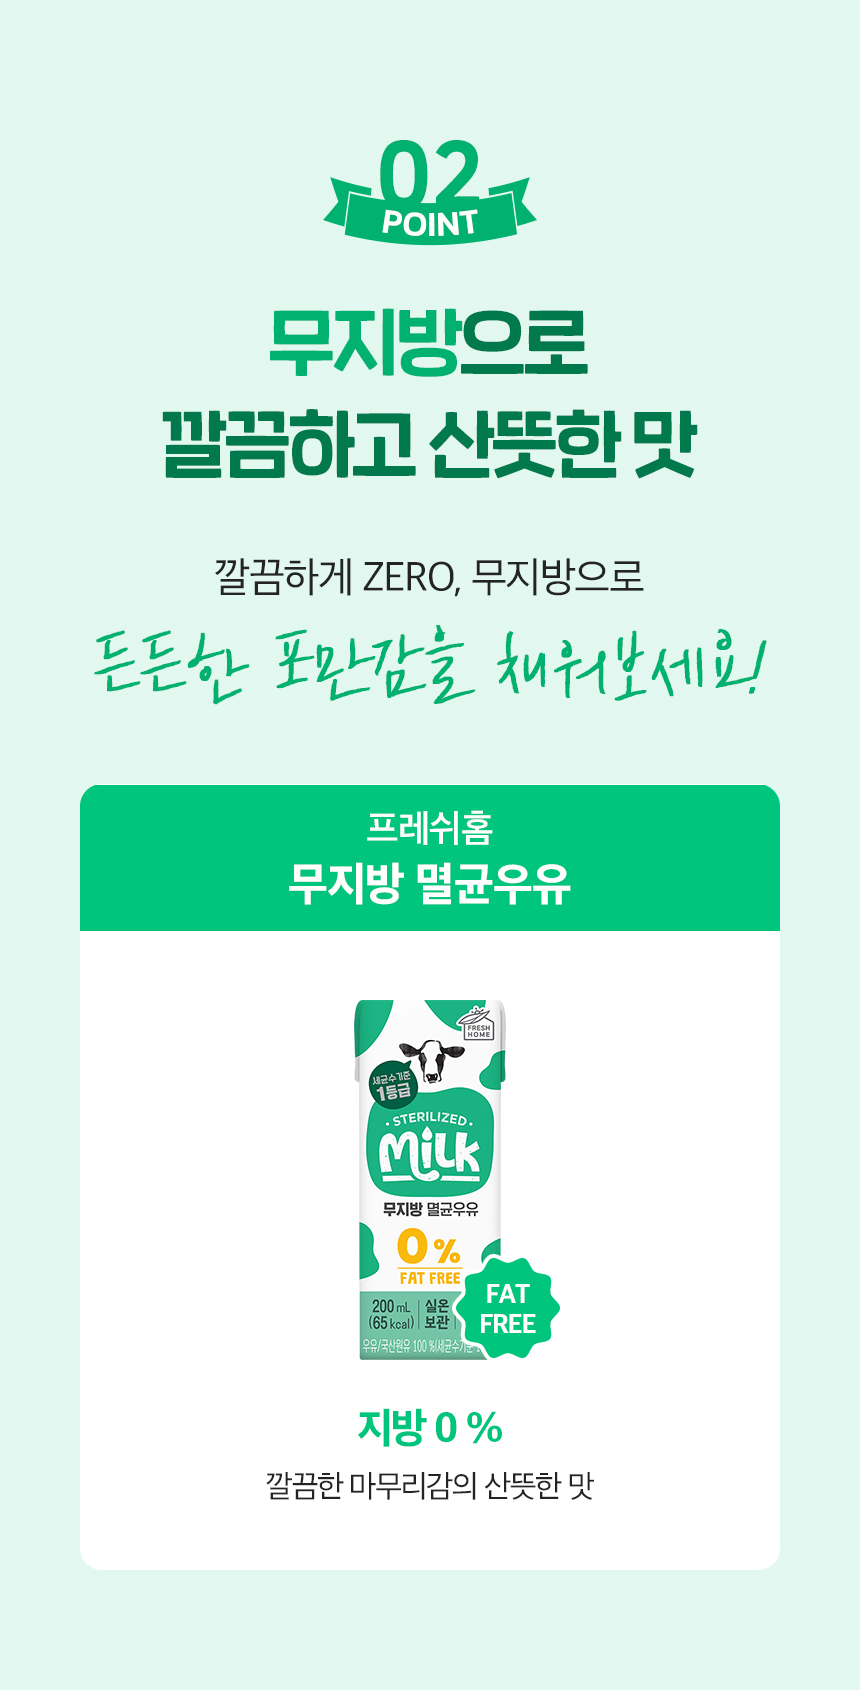 02
POINT
무지방으로
깔끔하고 산뜻한 맛
깔끔하게 ZERO, 무지방으로
든든한 포만감을 채워보세요!
프레쉬홈
무지방 멸균우유
FRESH
HOME
세균수기준
1등급
• STERILIZED •
MiLK
무지방 멸균우유
0 %
FAT FREE
200 mL
(65 kcal)
실온
보관
우유/국산원유 100 %(세균수기준
FAT
FREE
지방 0 %
깔끔한 마무리감의 산뜻한 맛